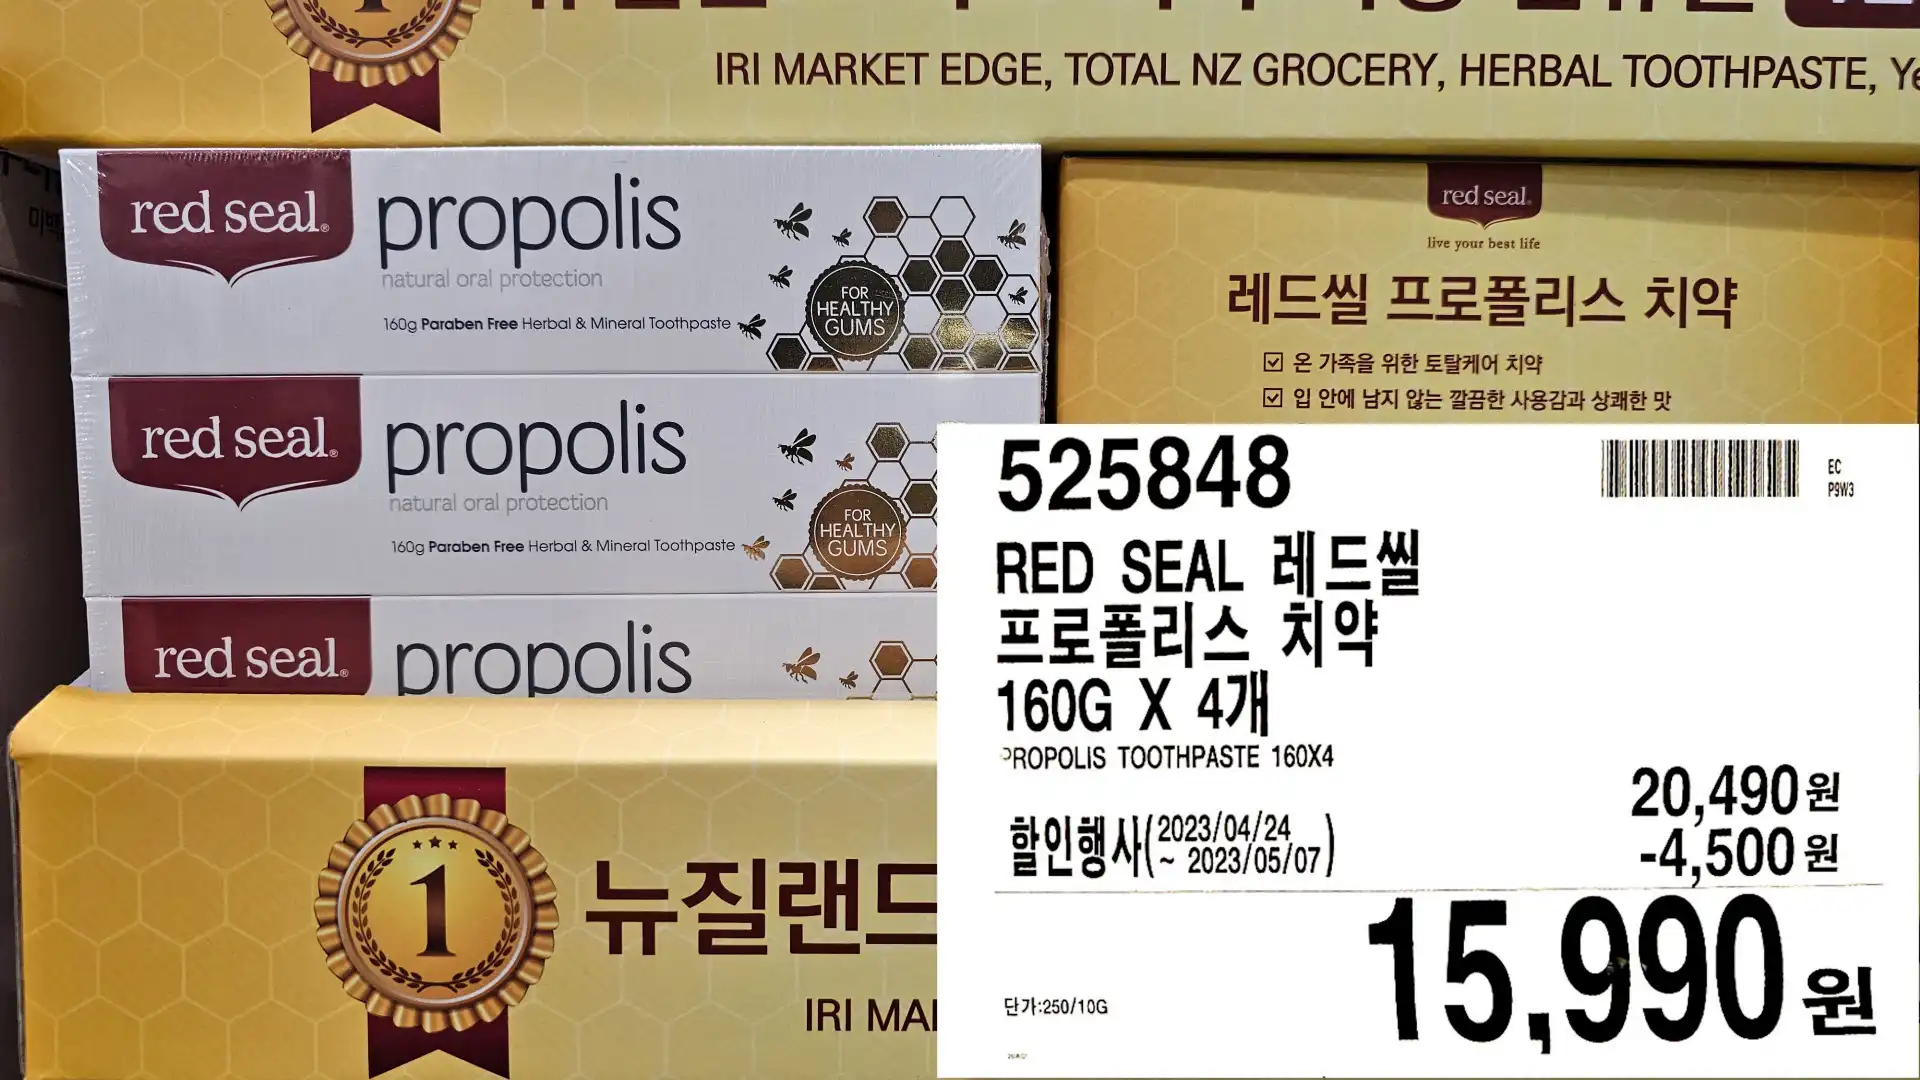 IRI MARKET EDGE, TOTAL NZ GROCERY, HERBAL TOOTHPASTE,
red seal®
propolis
natural oral protection
160g Paraben Free Herbal & Mineral Toothpaste
FOR
HEALTHY
GUMS
red seal®
propolis
natural oral protection
160g Paraben Free Herbal & Mineral Toothpaste
FOR
HEALTHY
GUMS
red seal®
propolis
red seal®
live your best life
레드씰 프로폴리스 치약
☑ 온 가족을 위한 토탈케어 치약
☑ 입 안에 남지 않는 깔끔한 사용감과 상쾌한 맛
1
뉴질랜드
IRI
525848
EC
P9W3
RED SEAL 레드씰
프로폴리스 치약
160G X 4개
PROPOLIS TOOTHPASTE 160X4
20,490원
할인행사(2023/04/24
~ 2023/05/07)
-4,500원
15,990원
단가:250/10G